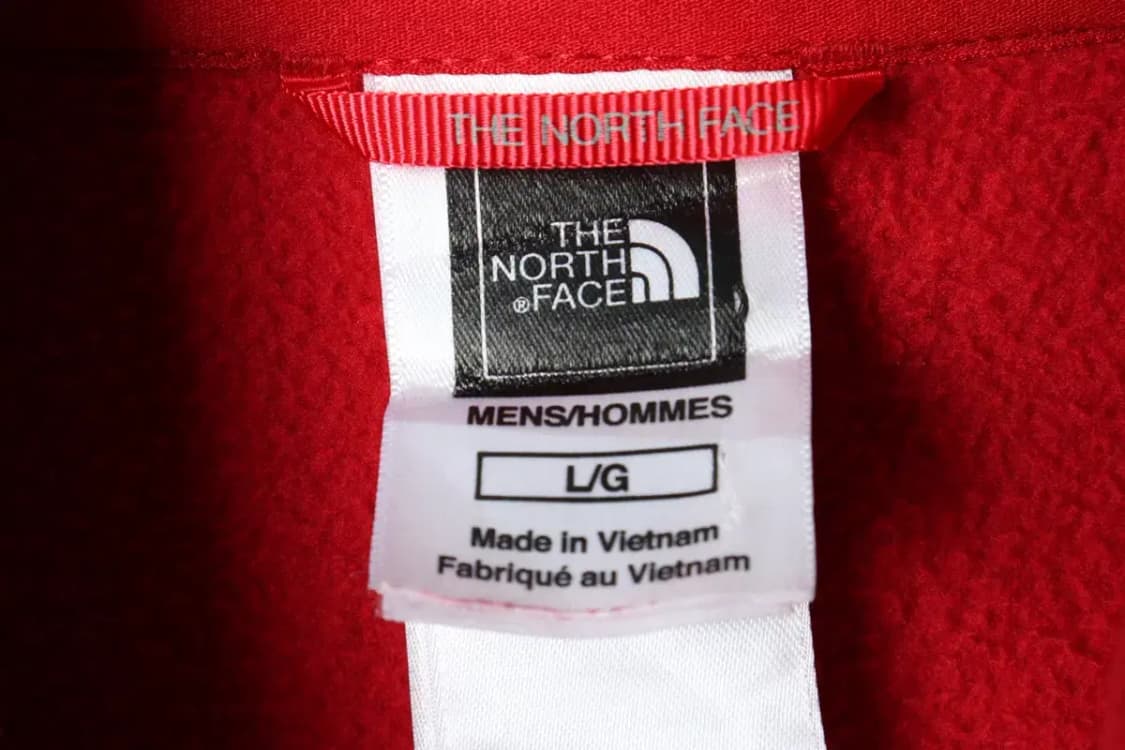 THE NORTH FACE
THE
NORTH
®FACE
MENS/HOMMES
L/G
Made in Vietnam
Fabriqué au Vietnam